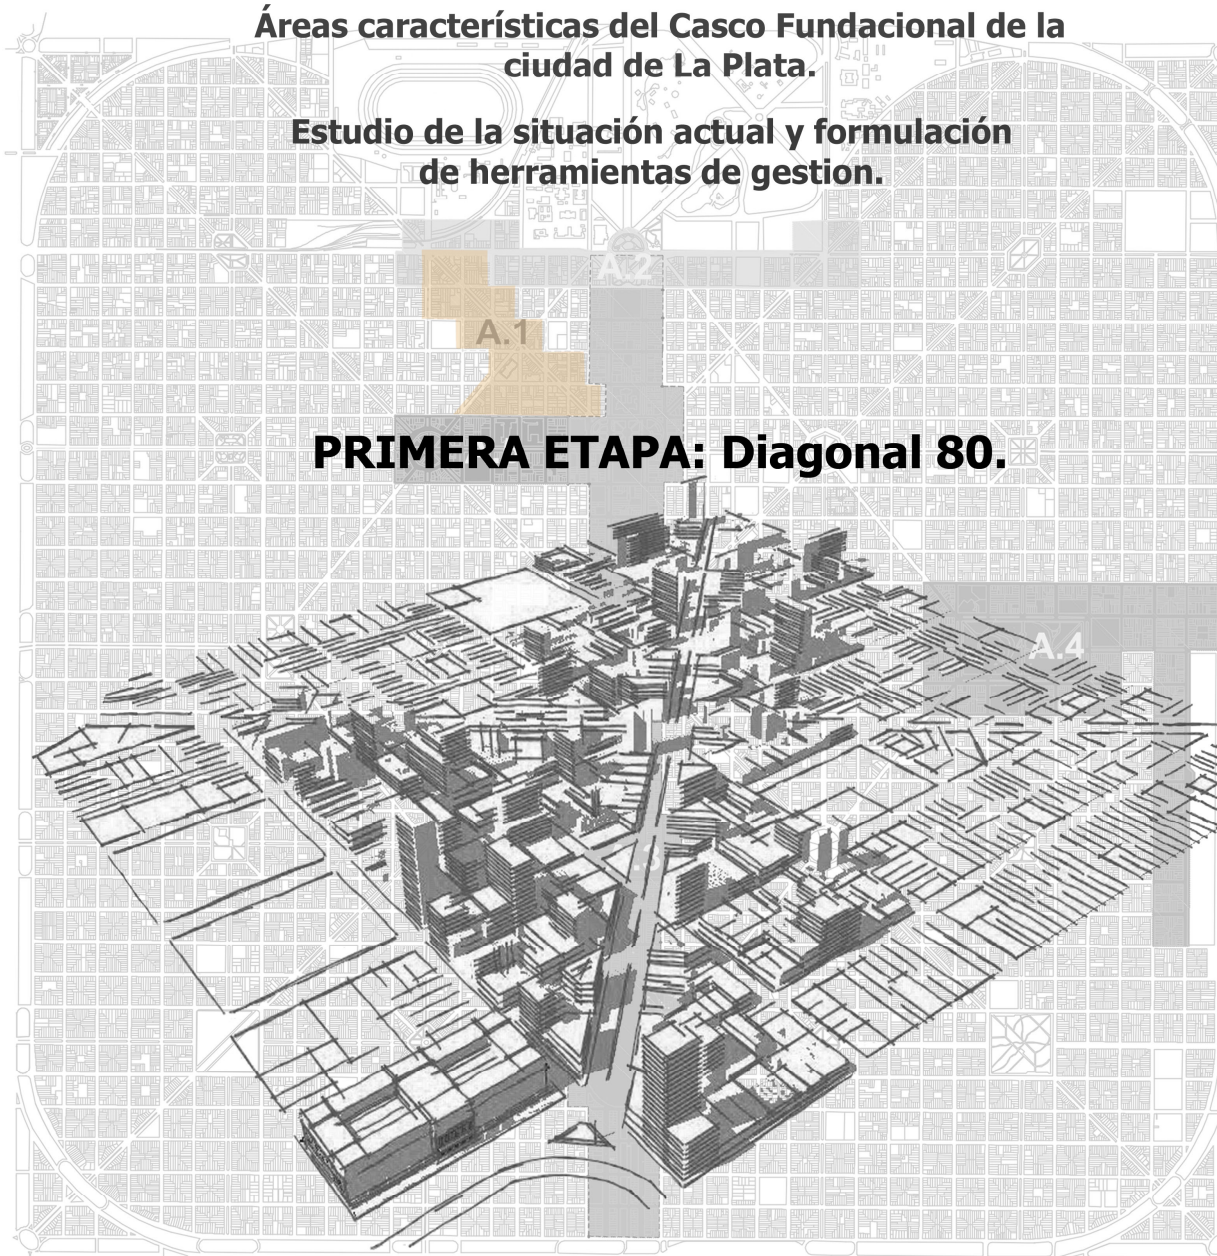 Áreas características del Casco Fundacional de la
ciudad de La Plata.
Estudio de la situación actual y formulación
de herramientas de gestion.
A.2
A.1
PRIMERA ETAPA: Diagonal 80.
A.4
.3